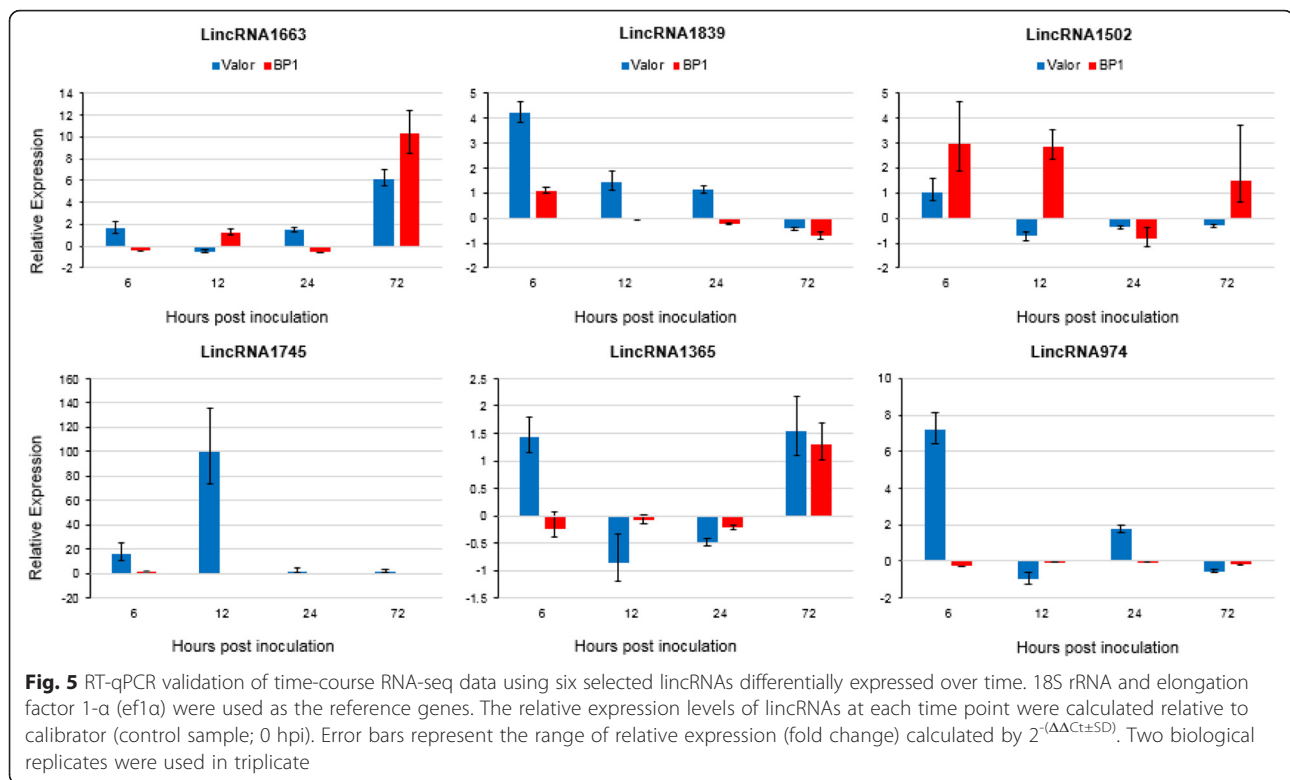 LincRNA1663
Valor BP1
Relative Expression
14
12
10
8
6
4
2
0
-2
6 12 24 72
Hours post inoculation
LincRNA1839
Valor BP1
5
4
3
2
1
0
-1
-2
6 12 24 72
Hours post inoculation
LincRNA1502
Valor BP1
5
4
3
2
1
0
-1
-2
6 12 24 72
Hours post inoculation
LincRNA1745
Relative Expression
160
140
120
100
80
60
40
20
0
-20
6 12 24 72
Hours post inoculation
LincRNA1365
2.5
2
1.5
1
0.5
0
-0.5
-1
-1.5
6 12 24 72
Hours post inoculation
LincRNA974
10
8
6
4
2
0
-2
6 12 24 72
Hours post inoculation
Fig. 5 RT-qPCR validation of time-course RNA-seq data using six selected lincRNAs differentially expressed over time. 18S rRNA and elongation
factor 1-α (ef1α) were used as the reference genes. The relative expression levels of lincRNAs at each time point were calculated relative to
calibrator (control sample; 0 hpi). Error bars represent the range of relative expression (fold change) calculated by 2-(ΔΔCt±SD). Two biological
replicates were used in triplicate